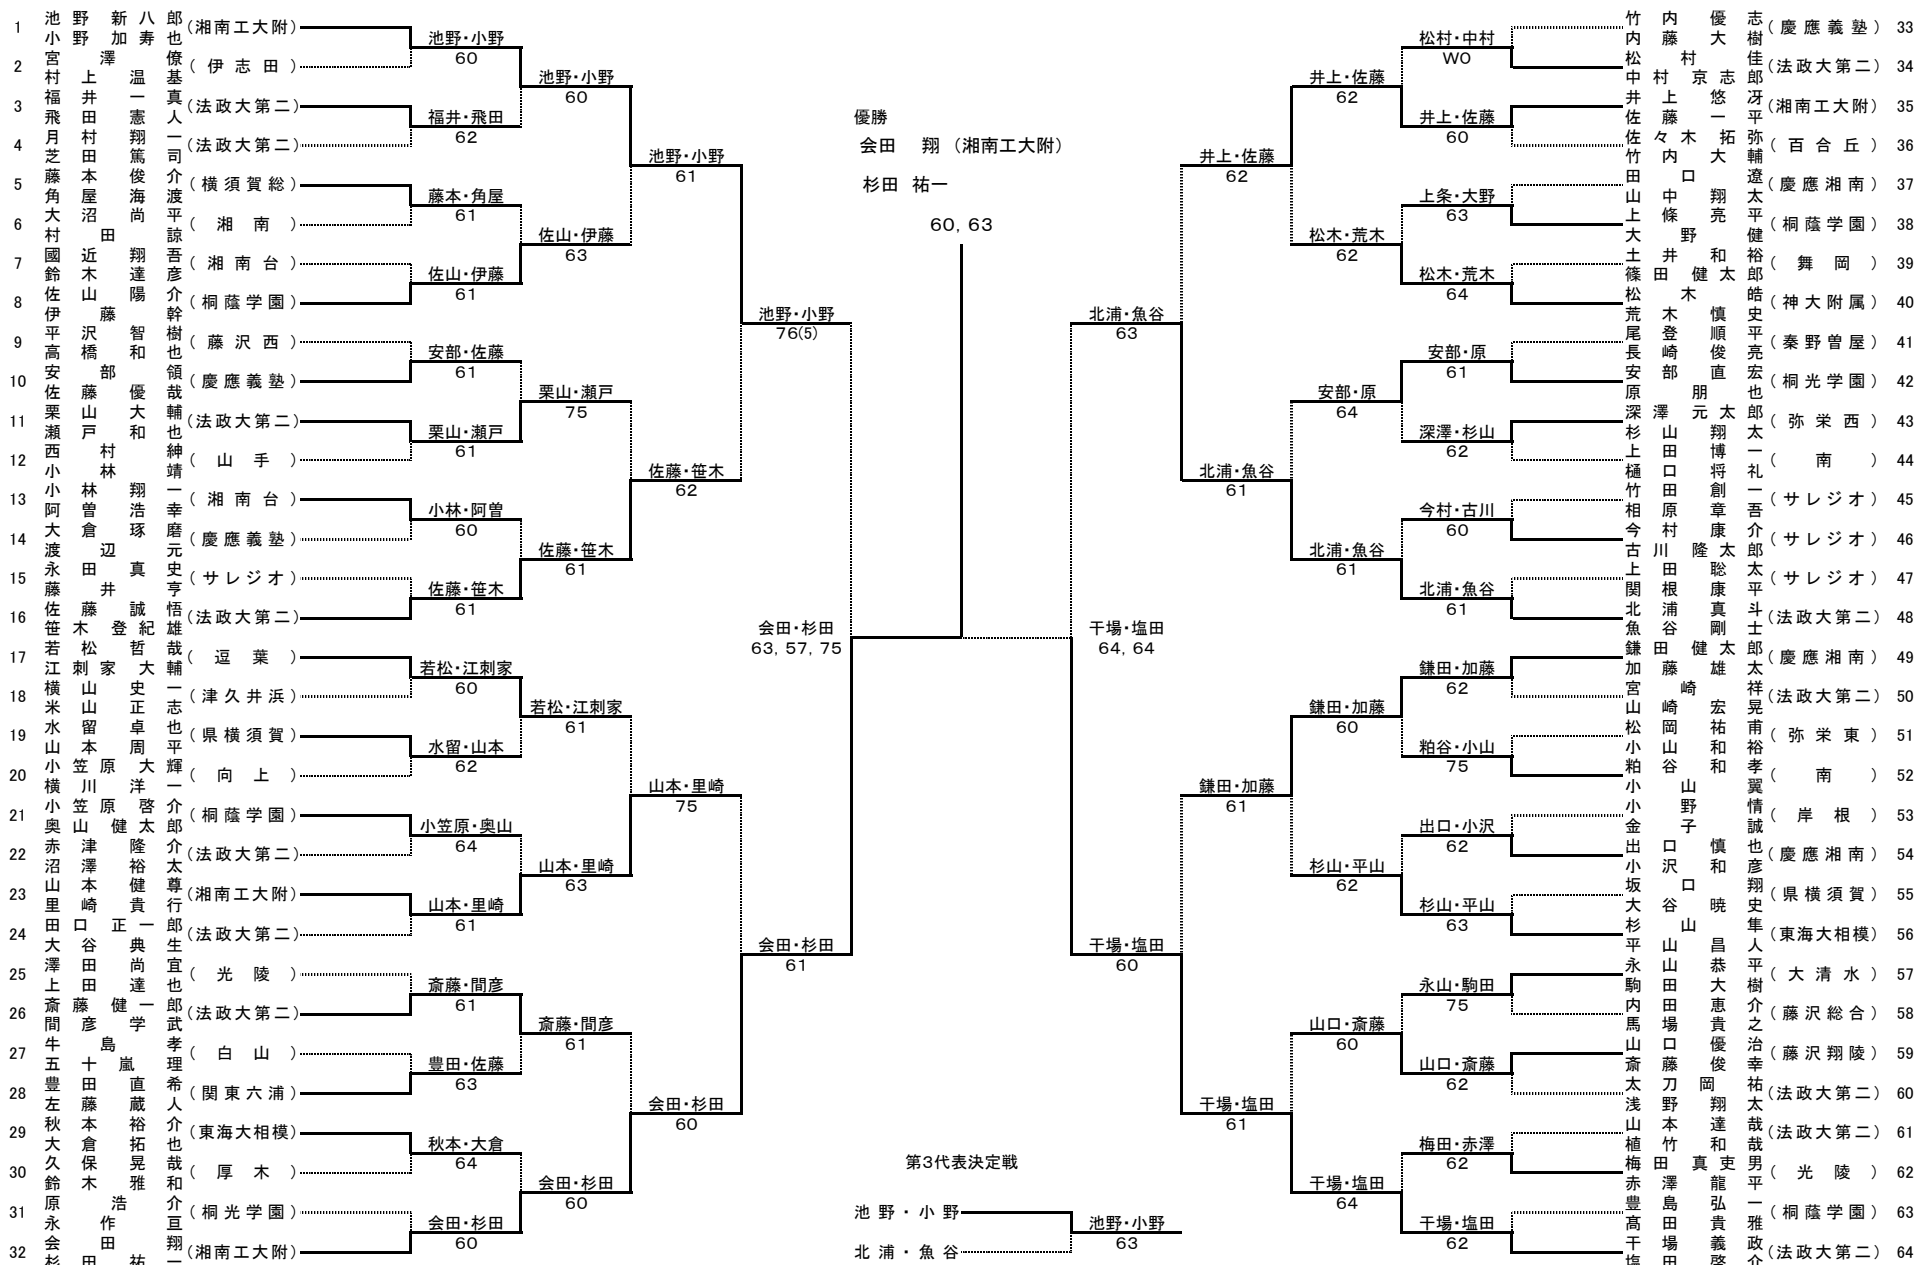 1 池野 新八郎 (湘南工大附)
小野 加寿也
2 宮澤 僚 (伊志田)
村上 温基
3 福井 一真 (法政大第二)
飛田 憲人
4 月村 翔一 (法政大第二)
芝田 篤司
5 藤本 俊介 (横須賀総)
角屋 海渡
6 大沼 尚平 (湘南)
村田 諒
7 國近 翔吾 (湘南台)
鈴木 達彦
8 佐山 陽介 (桐蔭学園)
伊藤 幹
9 平沢 智樹 (藤沢西)
高橋 和也
10 安部 領 (慶應義塾)
佐藤 優哉
11 栗山 大輔 (法政大第二)
瀬戸 和也
12 西村 紳 (山手)
小林 靖
13 小林 翔一 (湘南台)
阿曽 浩幸
14 大倉 琢磨 (慶應義塾)
渡辺 元
15 永田 真史 (サレジオ)
藤井 亨
16 佐藤 誠悟 (法政大第二)
笹木 登紀雄
17 若松 哲哉 (逗葉)
江刺家 大輔
18 横山 史一 (津久井浜)
米山 正志
19 水留 卓也 (県横須賀)
山本 周平
20 小笠原 大輝 (向上)
横川 洋一
21 小笠原 啓介 (桐蔭学園)
奥山 健太郎
22 赤津 隆介 (法政大第二)
沼澤 裕太
23 山本 健尊 (湘南工大附)
里崎 貴行
24 田口 正一郎 (法政大第二)
大谷 典生
25 澤田 尚宜 (光陵)
上田 達也
26 斎藤 健一郎 (法政大第二)
間彦 学武
27 牛島 孝 (白山)
五十嵐 理
28 豊田 直希 (関東六浦)
左藤 蔵人
29 秋本 裕介 (東海大相模)
大倉 拓也
30 久保 晃哉 (厚木)
鈴木 雅和
31 原 浩介 (桐光学園)
永作 亘
32 会田 翔 (湘南工大附)
杉田 祐一
池野・小野
60
福井・飛田
62
藤本・角屋
61
佐山・伊藤
61
安部・佐藤
61
栗山・瀬戸
61
小林・阿曽
60
佐藤・笹木
61
若松・江刺家
60
水留・山本
62
小笠原・奥山
64
山本・里崎
61
斎藤・間彦
61
豊田・佐藤
63
秋本・大倉
64
会田・杉田
60
池野・小野
60
佐山・伊藤
63
栗山・瀬戸
75
佐藤・笹木
61
若松・江刺家
61
山本・里崎
63
斎藤・間彦
61
会田・杉田
60
池野・小野
61
佐藤・笹木
62
山本・里崎
75
会田・杉田
60
池野・小野
76(5)
会田・杉田
61
会田・杉田
63, 57, 75
優勝
会田 翔 (湘南工大附)
杉田 祐一
60, 63
干場・塩田
64, 64
北浦・魚谷
63
干場・塩田
60
井上・佐藤
62
北浦・魚谷
61
鎌田・加藤
61
干場・塩田
61
井上・佐藤
62
松木・荒木
62
安部・原
64
北浦・魚谷
61
鎌田・加藤
60
杉山・平山
62
山口・斎藤
60
干場・塩田
64
松村・中村
WO
井上・佐藤
60
上条・大野
63
松木・荒木
64
安部・原
61
深澤・杉山
62
今村・古川
60
北浦・魚谷
61
鎌田・加藤
62
粕谷・小山
75
出口・小沢
62
杉山・平山
63
永山・駒田
75
山口・斎藤
62
梅田・赤澤
62
干場・塩田
62
竹内 優志 (慶應義塾) 33
内藤 大樹
松村 佳 (法政大第二) 34
中村 京志郎
井上 悠冴 (湘南工大附) 35
佐藤 一平
佐々木 拓弥 (百合丘) 36
竹内 大輔
田口 遼 (慶應湘南) 37
山中 翔太
上條 亮平 (桐蔭学園) 38
大野 健
土井 和裕 (舞岡) 39
篠田 健太郎
松木 皓 (神大附属) 40
荒木 慎史
尾登 順平 (秦野曽屋) 41
長崎 俊亮
安部 直宏 (桐光学園) 42
原 朋也
深澤 元太郎 (弥栄西) 43
杉山 翔太
上田 博一 (南) 44
樋口 将礼
竹田 創一 (サレジオ) 45
相原 章吾
今村 康介 (サレジオ) 46
古川 隆太郎
上田 聡太 (サレジオ) 47
関根 康平
北浦 真斗 (法政大第二) 48
魚谷 剛士
鎌田 健太郎 (慶應湘南) 49
加藤 雄太
宮崎 祥 (法政大第二) 50
山崎 宏晃
松岡 祐甫 (弥栄東) 51
小山 和裕
粕谷 和孝 (南) 52
小山 翼
小野 情 (岸根) 53
金子 誠
出口 慎也 (慶應湘南) 54
小沢 和彦
坂口 翔 (県横須賀) 55
大谷 暁史
杉山 隼 (東海大相模) 56
平山 昌人
永山 恭平 (大清水) 57
駒田 大樹
内田 恵介 (藤沢総合) 58
馬場 貴之
山口 優治 (藤沢翔陵) 59
斎藤 俊幸
太刀岡 祐 (法政大第二) 60
浅野 翔太
山本 達哉 (法政大第二) 61
植竹 和哉
梅田 真吏男 (光陵) 62
赤澤 龍平
豊島 弘一 (桐蔭学園) 63
髙田 貴雅
干場 義政 (法政大第二) 64
塩田 啓介
第3代表決定戦
池野・小野
北浦・魚谷
池野・小野
63